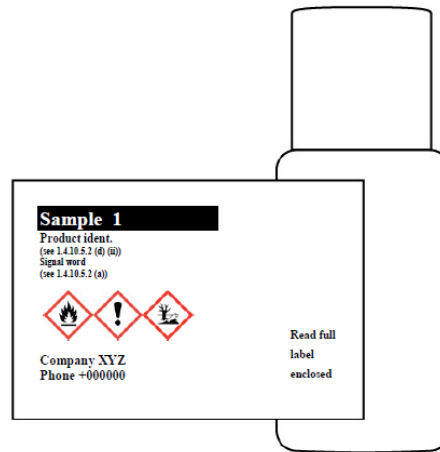 Sample 1
Product ident.
(see 1.4.10.5.2 (d) (ii))
Signal word
(see 1.4.10.5.2 (a))
Company XYZ
Phone +000000
Read full
label
enclosed